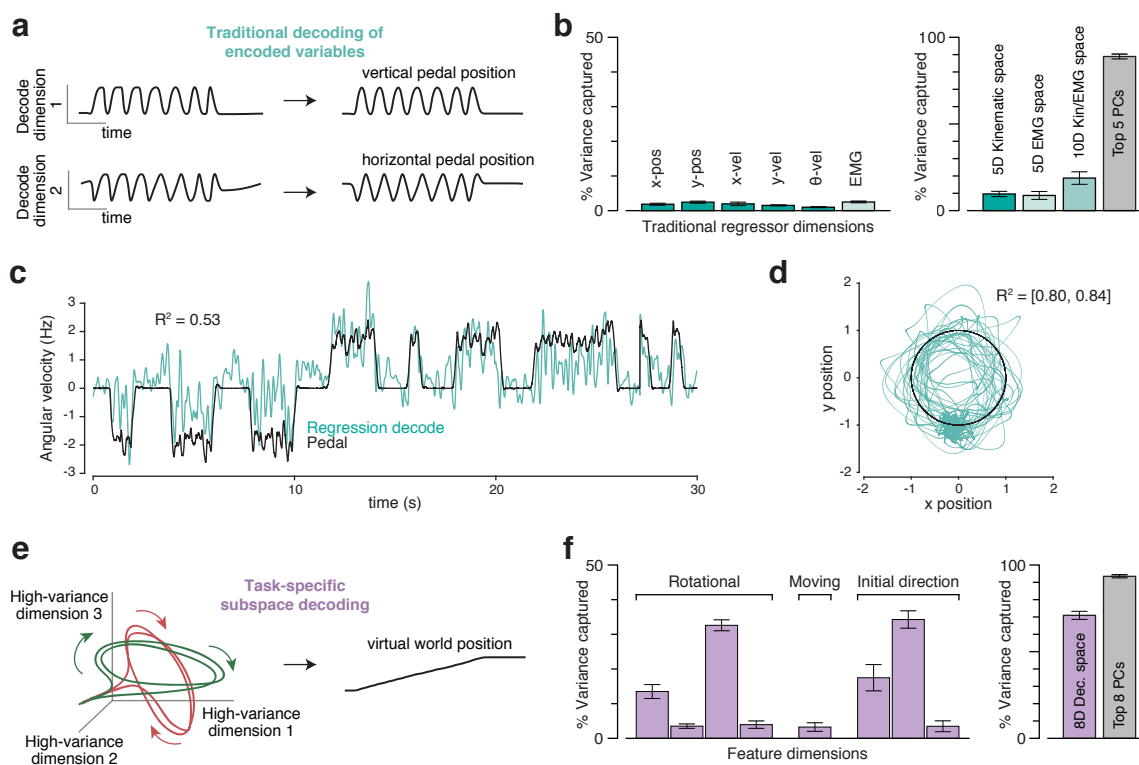 a
Traditional decoding of
encoded variables
Decode
dimension
1
time
vertical pedal position
Decode
dimension
2
time
horizontal pedal position
b
% Variance captured
50
0
x-pos
y-pos
x-vel
y-vel
θ-vel
EMG
Traditional regressor dimensions
% Variance captured
100
0
5D Kinematic space
5D EMG space
10D Kin/EMG space
Top 5 PCs
c
Angular velocity (Hz)
3
2
1
0
-1
-2
-3
R² = 0.53
Regression decode
Pedal
0
10
20
30
time (s)
d
R² = [0.80, 0.84]
y position
2
1
0
-1
-2
-2
-1
0
1
2
x position
e
Task-specific
subspace decoding
High-variance
dimension 3
High-variance
dimension 1
High-variance
dimension 2
virtual world position
f
% Variance captured
50
0
Rotational
Moving
Initial direction
Feature dimensions
% Variance captured
100
0
8D Dec. space
Top 8 PCs